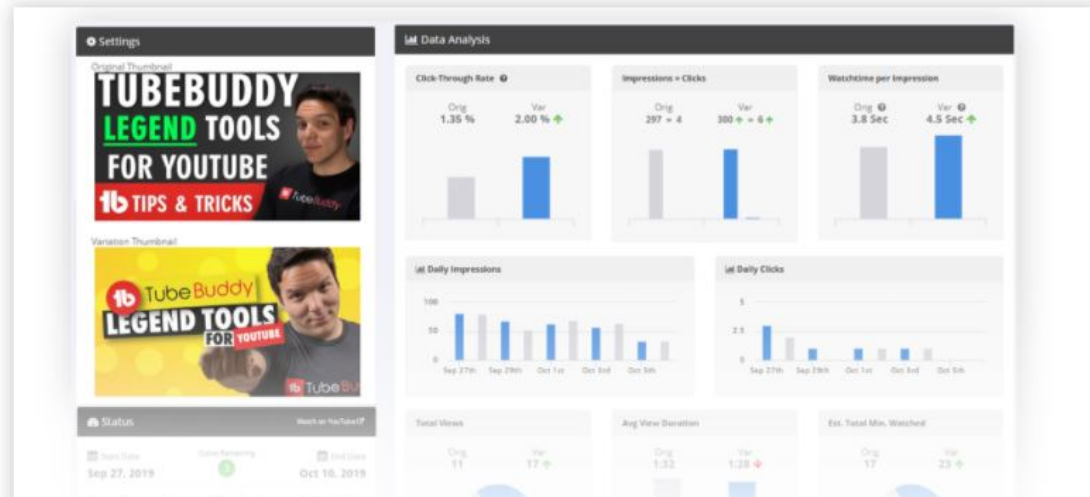 Settings
Original Thumbnail
TUBEBUDDY
LEGEND TOOLS
FOR YOUTUBE
TIPS & TRICKS
TubeBuddy
Variation Thumbnail
TubeBuddy
LEGEND TOOLS
FOR YOUTUBE
TubeBu
Status
Watch on YouTube
Start Date
End Date
Sep 27, 2019
Oct 10, 2019
Data Analysis
Click-Through Rate
Orig Var
1.35 % 2.00 %
Impressions » Clicks
Orig Var
297 » 4 300 » 6
Watchtime per Impression
Orig Var
3.8 Sec 4.5 Sec
Daily Impressions
100
50
0
Sep 27th Sep 29th Oct 1st Oct 3rd Oct 5th
Daily Clicks
5
2.5
0
Sep 27th Sep 29th Oct 1st Oct 3rd Oct 5th
Total Views
Orig Var
11 17
Avg View Duration
Orig Var
1:32 1:28
Est. Total Min. Watched
Orig Var
17 23